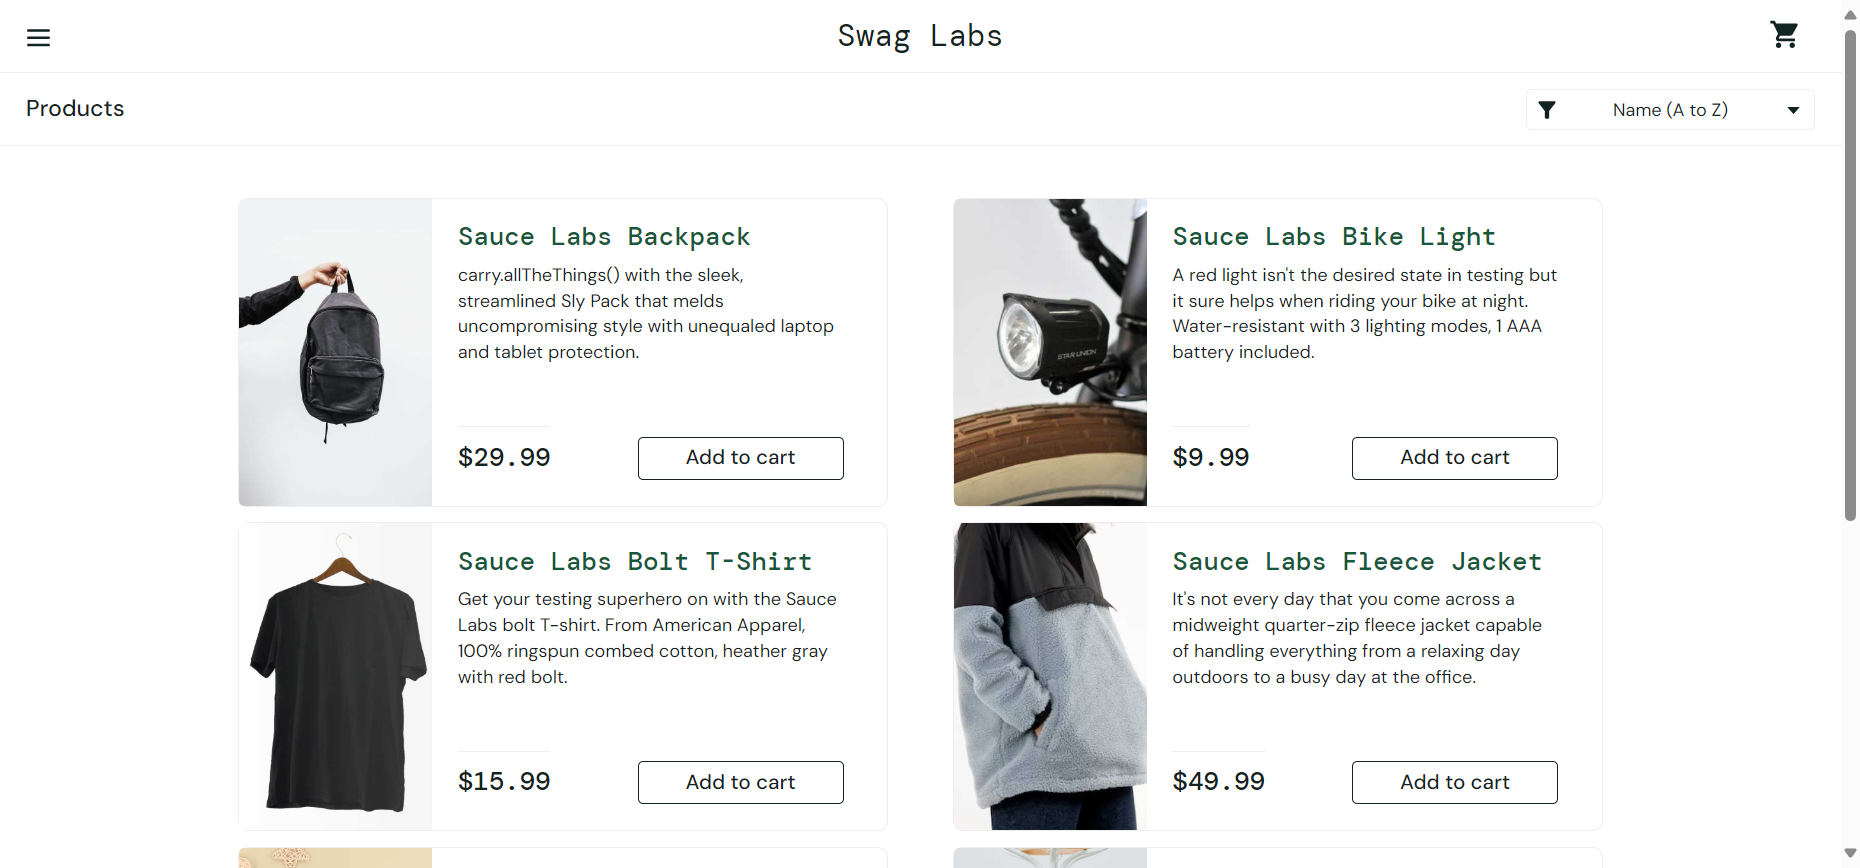 Swag Labs
Products
Name (A to Z)
Sauce Labs Backpack
carry.allTheThings() with the sleek,
streamlined Sly Pack that melds
uncompromising style with unequaled laptop
and tablet protection.
$29.99
Add to cart
Sauce Labs Bike Light
A red light isn't the desired state in testing but
it sure helps when riding your bike at night.
Water-resistant with 3 lighting modes, 1 AAA
battery included.
$9.99
Add to cart
STAR UNION
Sauce Labs Bolt T-Shirt
Get your testing superhero on with the Sauce
Labs bolt T-shirt. From American Apparel,
100% ringspun combed cotton, heather gray
with red bolt.
$15.99
Add to cart
Sauce Labs Fleece Jacket
It's not every day that you come across a
midweight quarter-zip fleece jacket capable
of handling everything from a relaxing day
outdoors to a busy day at the office.
$49.99
Add to cart